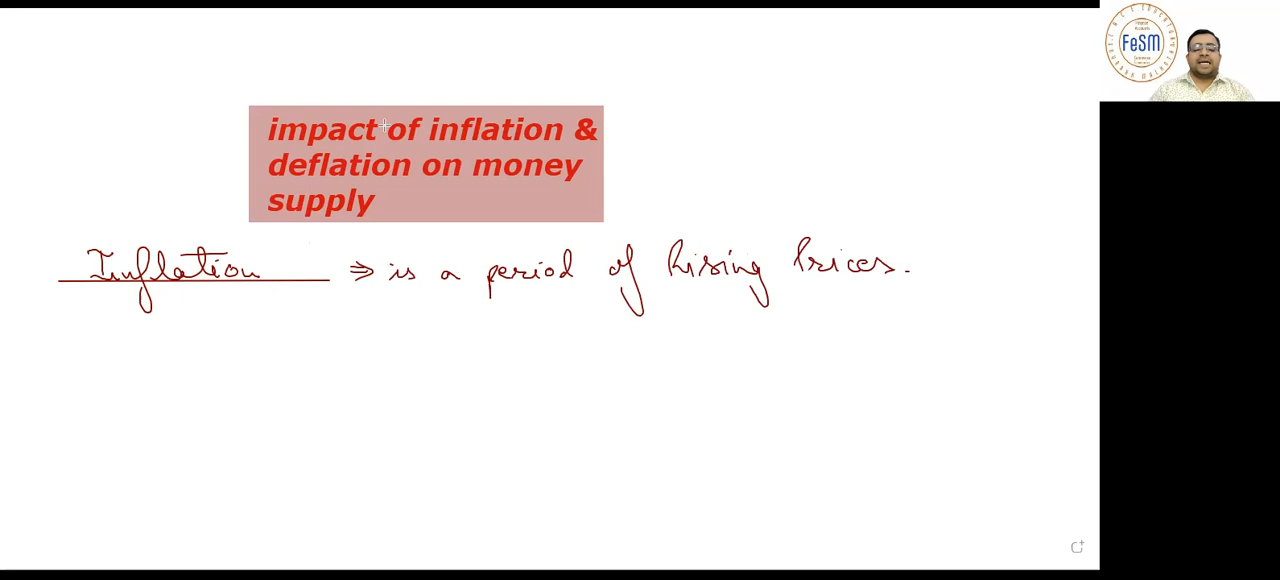 FeSM
impact of inflation &
deflation on money
supply
Inflation ⇒ is a period of Rising Prices.